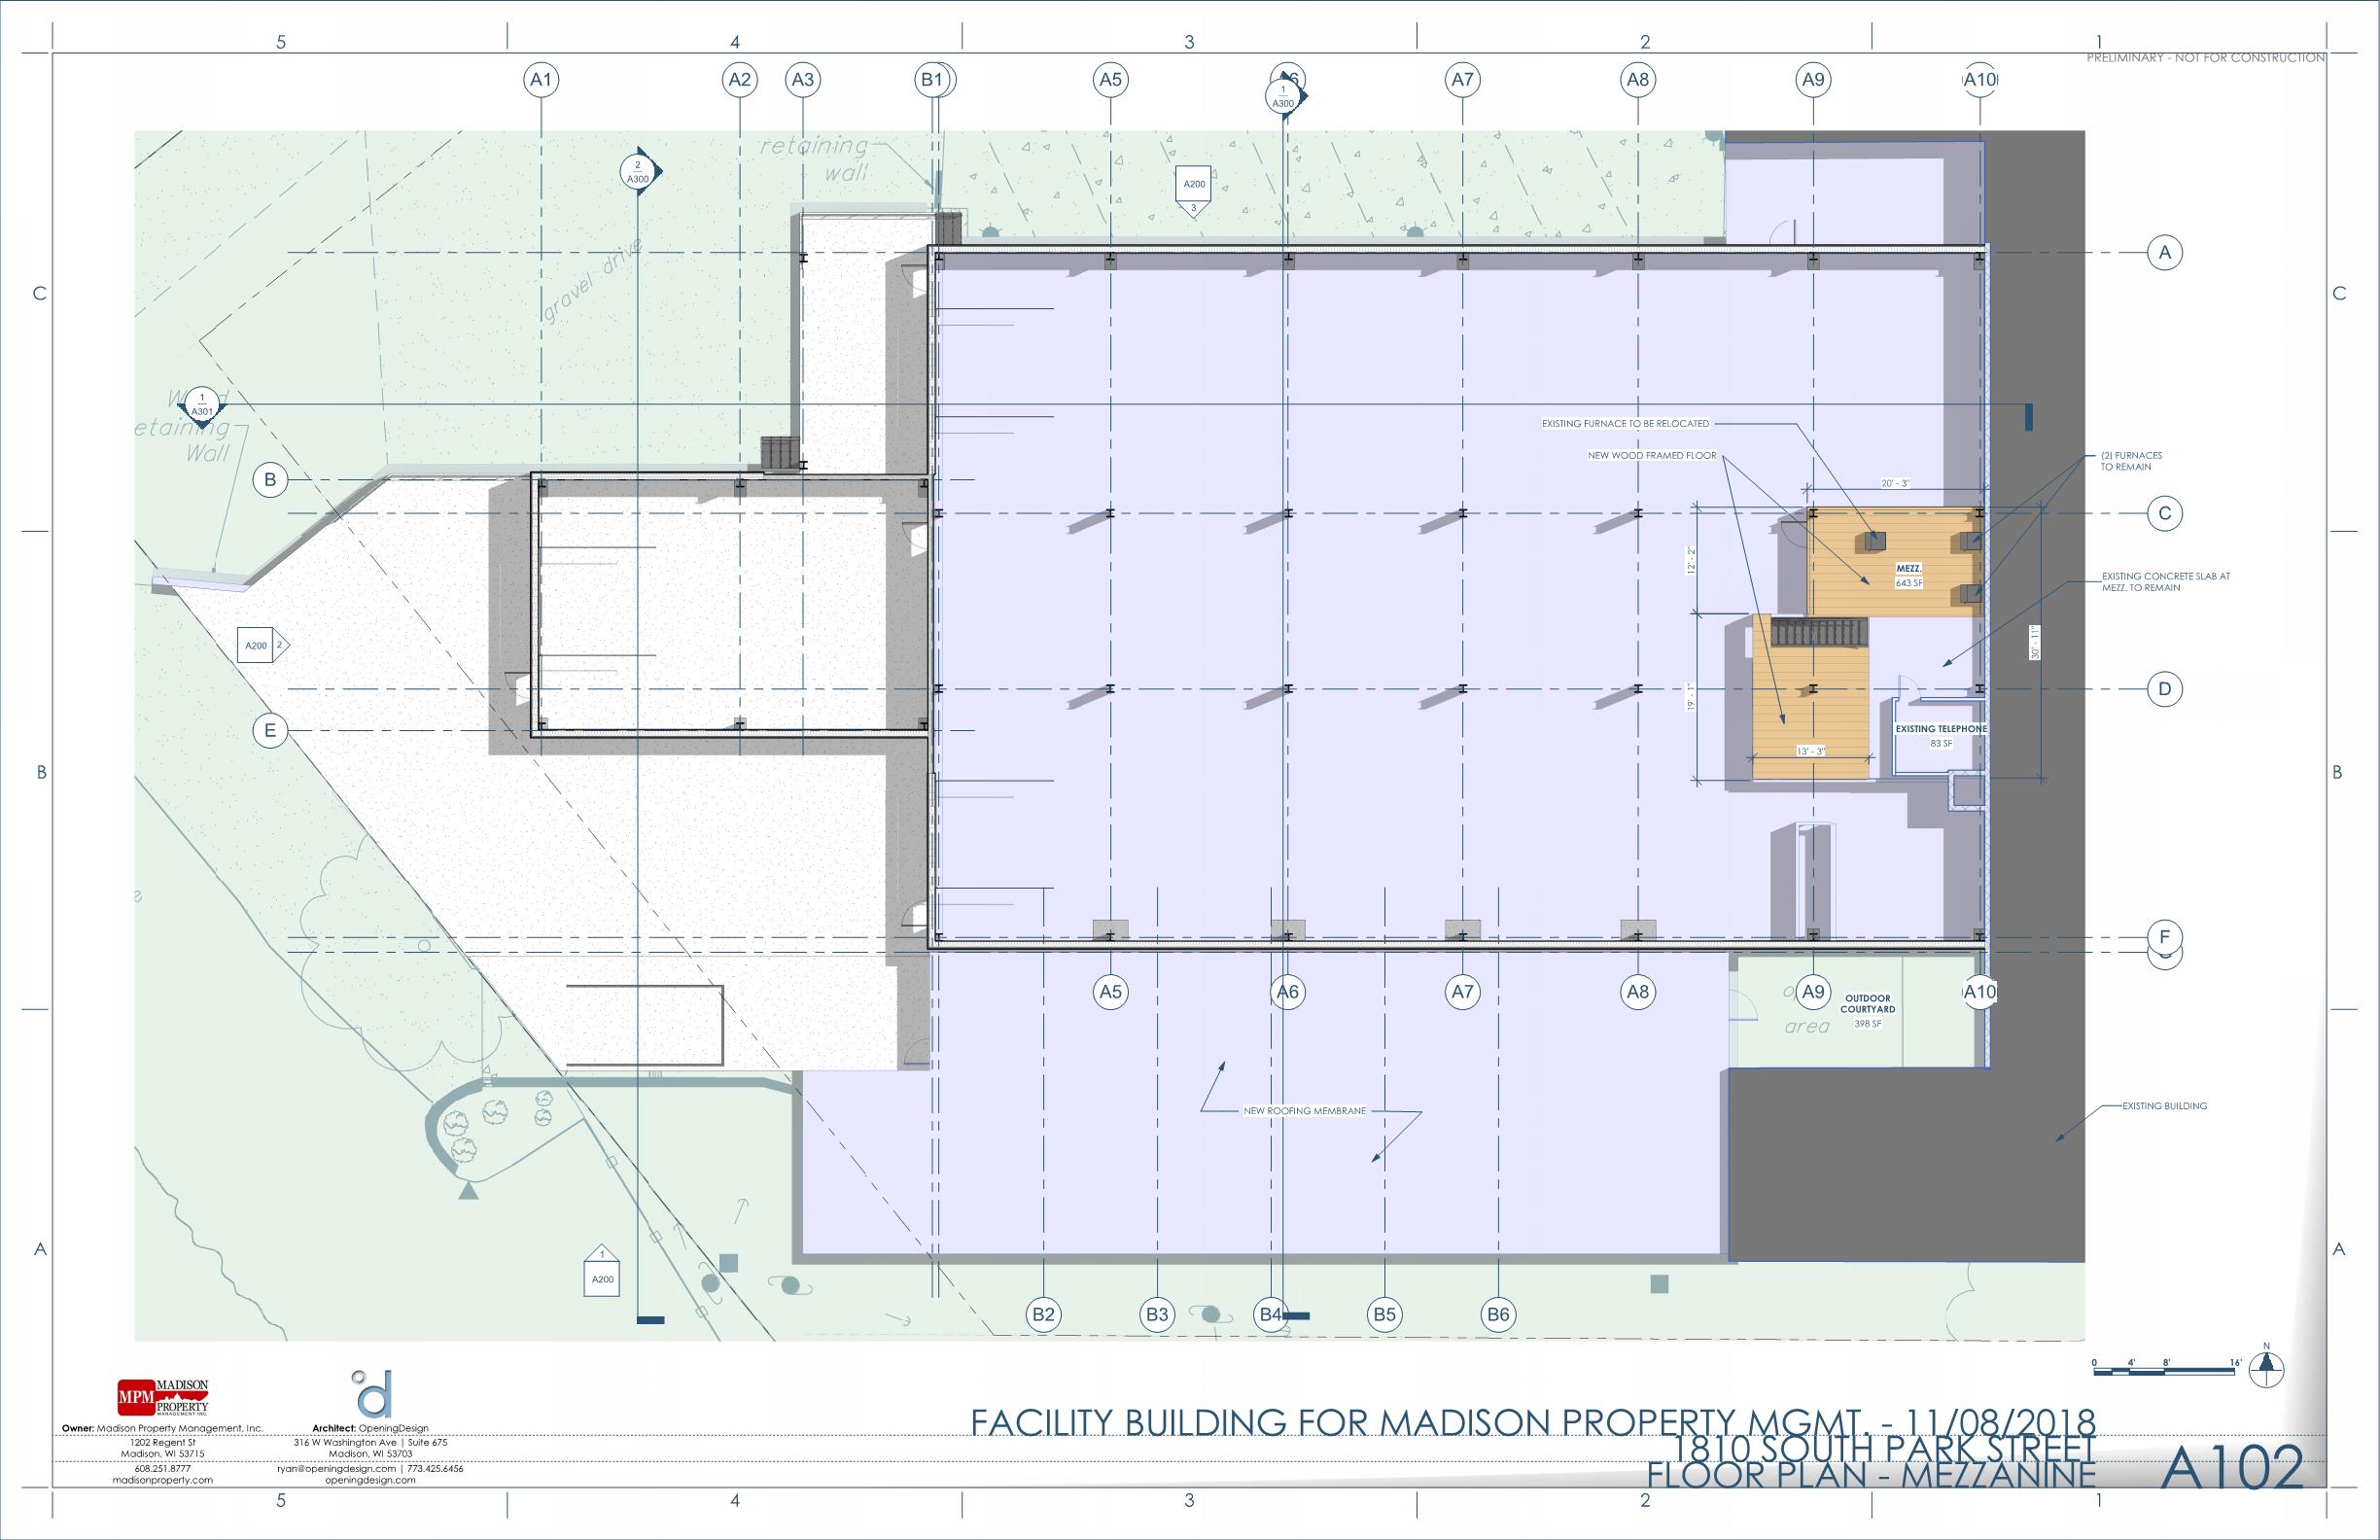 5
4
3
2
1
PRELIMINARY - NOT FOR CONSTRUCTION
A1
A2
A3
B1
A5
A6
A7
A8
A9
A10
1
A300
2
A300
retaining
wall
A200
3
A
C
C
gravel drive
1
A301
etaining
Wall
EXISTING FURNACE TO BE RELOCATED
NEW WOOD FRAMED FLOOR
(2) FURNACES
TO REMAIN
20' - 3"
B
C
12' - 2"
MEZZ.
643 SF
EXISTING CONCRETE SLAB AT
MEZZ. TO REMAIN
30' - 11"
A200
2
D
19' - 1"
E
EXISTING TELEPHONE
83 SF
13' - 3"
B
B
F
A5
A6
A7
A8
A9
A10
OUTDOOR
COURTYARD
398 SF
area
NEW ROOFING MEMBRANE
EXISTING BUILDING
A
A
1
A200
B2
B3
B4
B5
B6
0 4' 8' 16'
N
MPM MADISON
PROPERTY
MANAGEMENT INC.
Owner: Madison Property Management, Inc.
1202 Regent St
Madison, WI 53715
608.251.8777
madisonproperty.com
Architect: OpeningDesign
316 W Washington Ave | Suite 675
Madison, WI 53703
ryan@openingdesign.com | 773.425.6456
openingdesign.com
FACILITY BUILDING FOR MADISON PROPERTY MGMT. - 11/08/2018
1810 SOUTH PARK STREET
FLOOR PLAN - MEZZANINE
A102
5
4
3
2
1